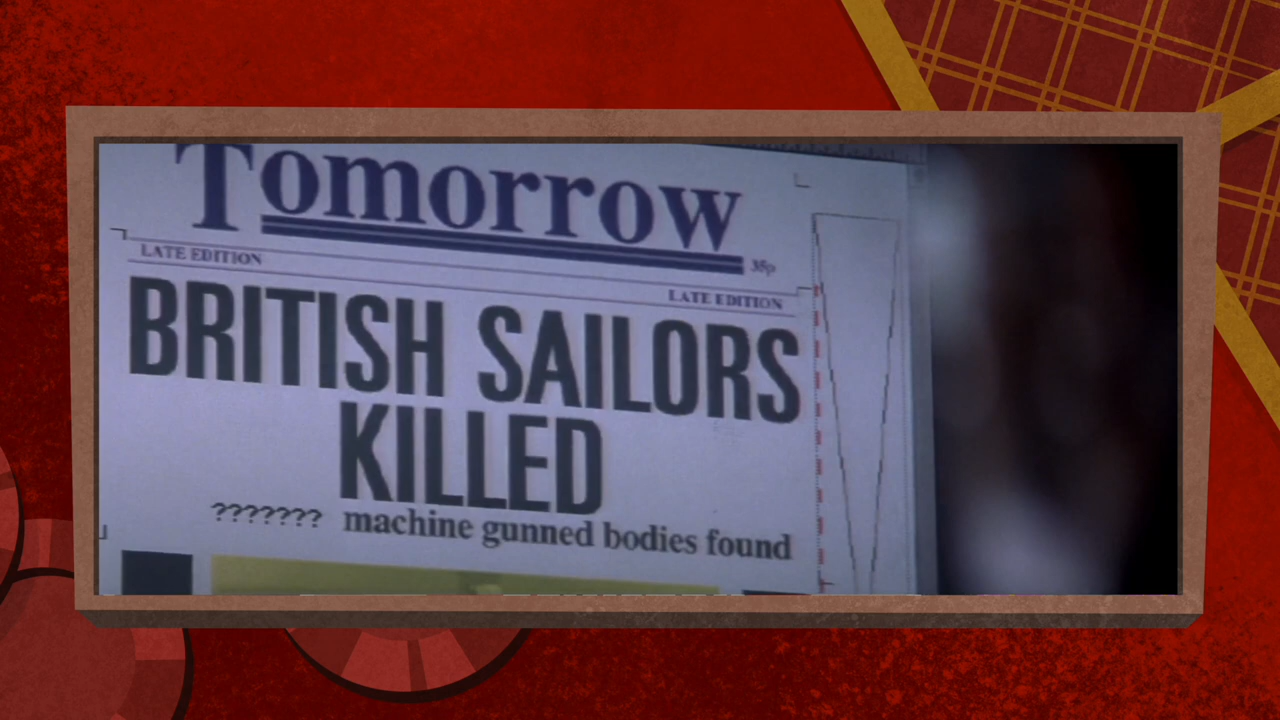 Tomorrow
35p
LATE EDITION
LATE EDITION
BRITISH SAILORS
KILLED
??????? machine gunned bodies found